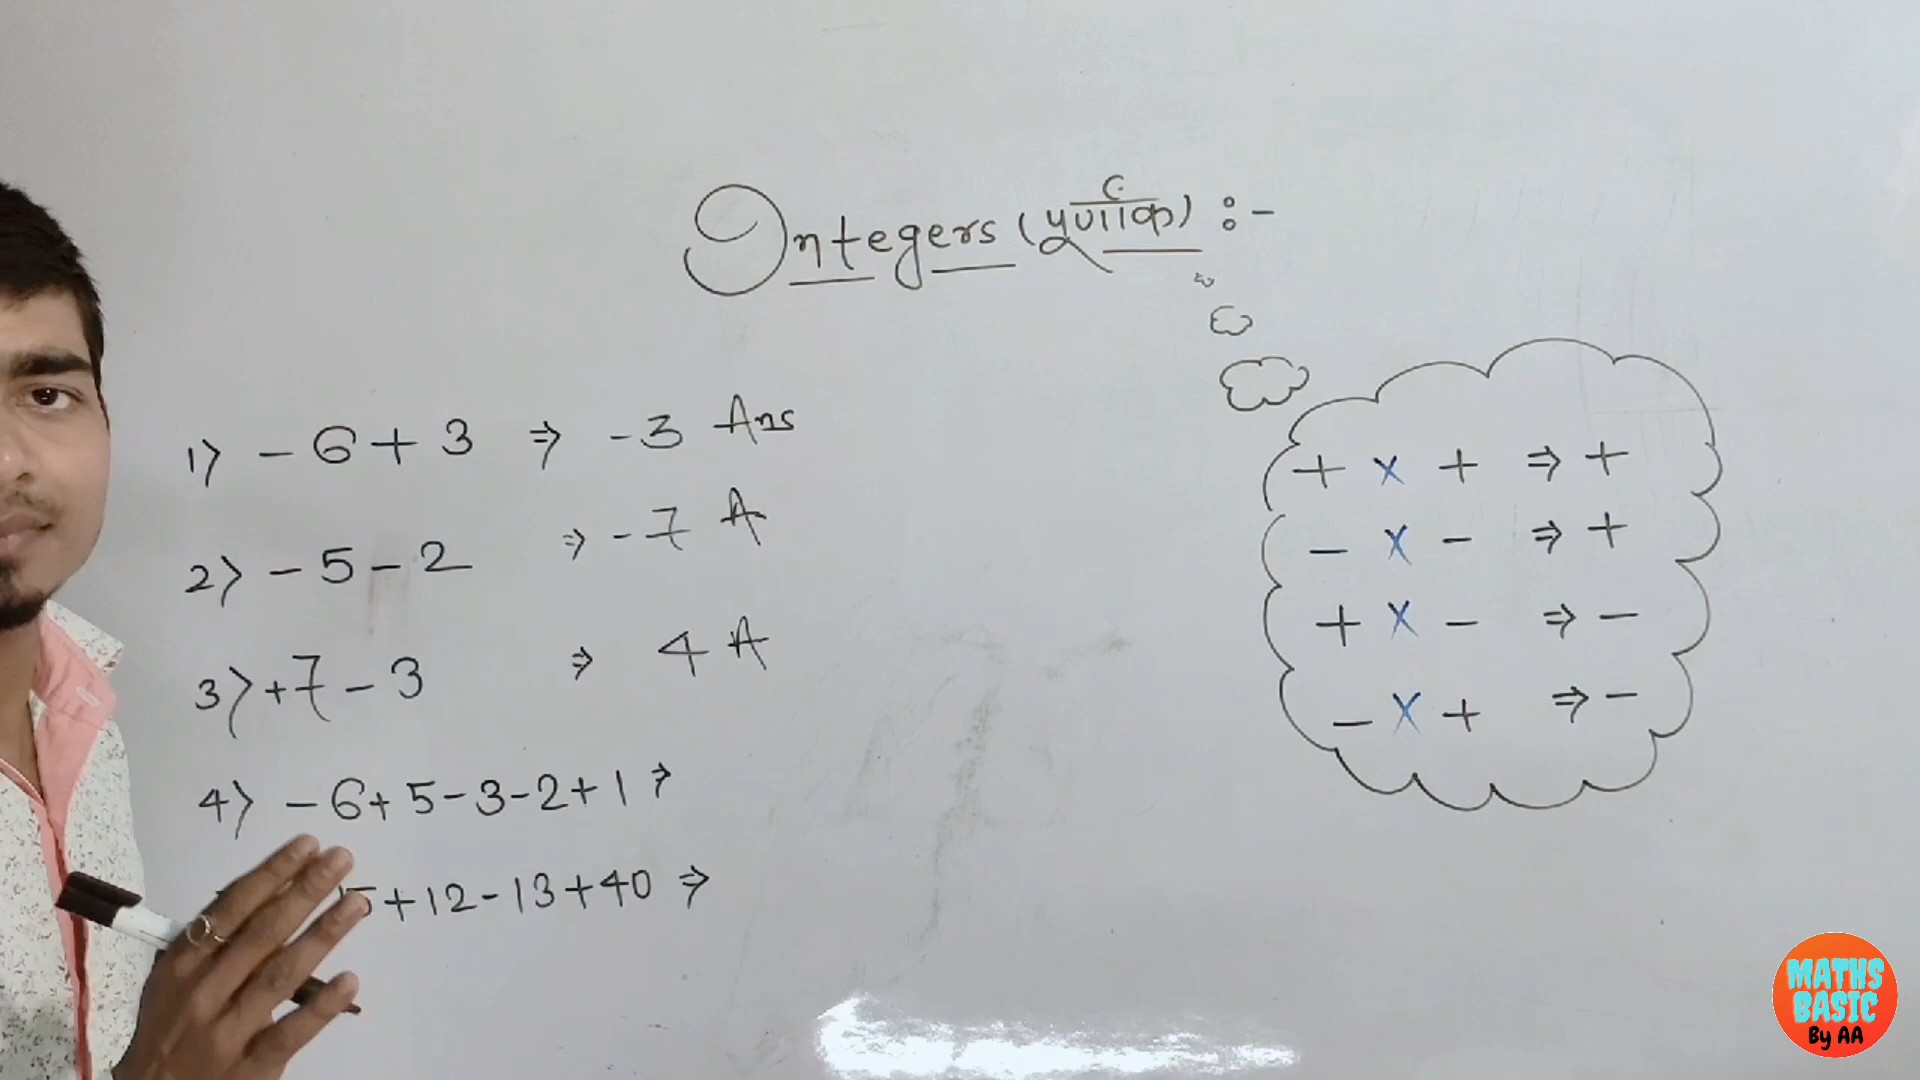 Integers (पूर्णांक) :-
1) - 6 + 3 ⇒ -3 Ans
2) - 5 - 2 ⇒ -7 A
3) +7 - 3 ⇒ 4 A
4) - 6 + 5 - 3 - 2 + 1 ⇒
15 + 12 - 13 + 40 ⇒
+ x + ⇒ +
- x - ⇒ +
+ x - ⇒ -
- x + ⇒ -
MATHS
BASIC
By AA